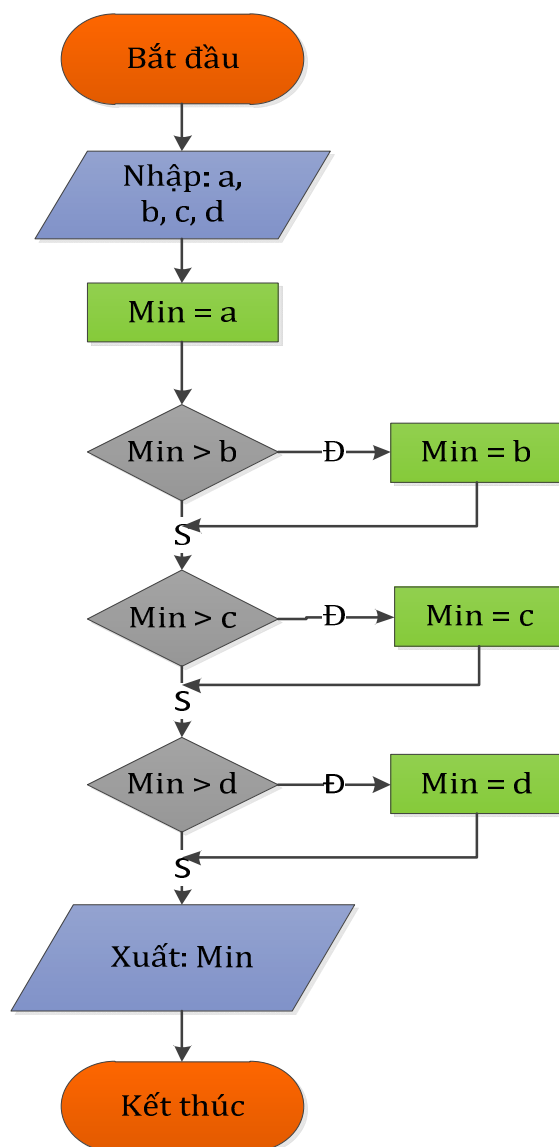 Bắt đầu
Nhập: a,
b, c, d
Min = a
Min > b
Đ
Min = b
S
Min > c
Đ
Min = c
S
Min > d
Đ
Min = d
S
Xuất: Min
Kết thúc